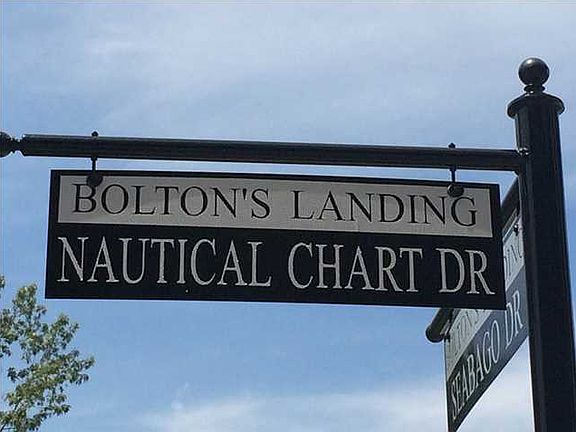 BOLTON'S LANDING
NAUTICAL CHART DR
SEABAGO DR